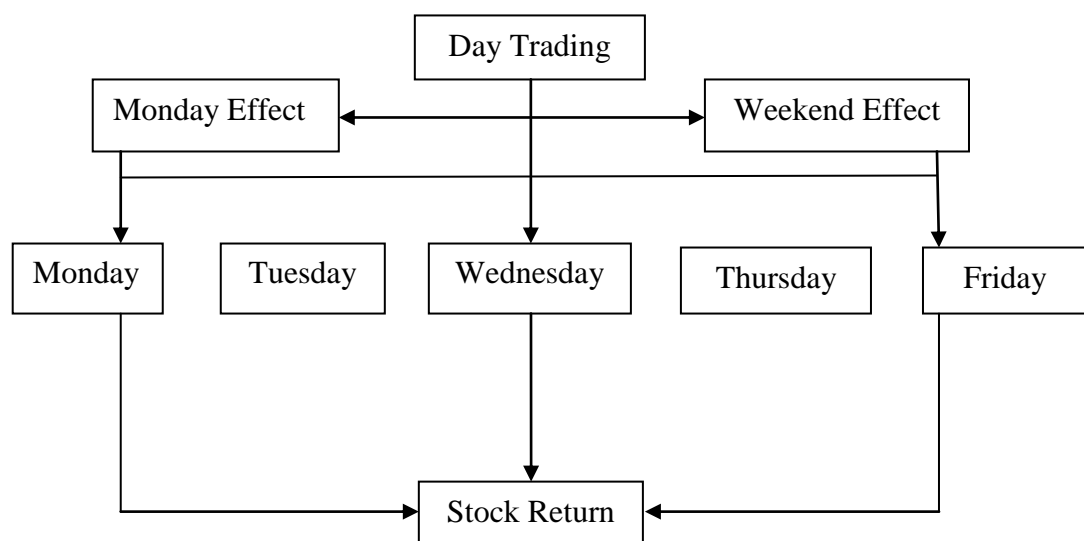 Day Trading
Monday Effect
Weekend Effect
Monday
Tuesday
Wednesday
Thursday
Friday
Stock Return